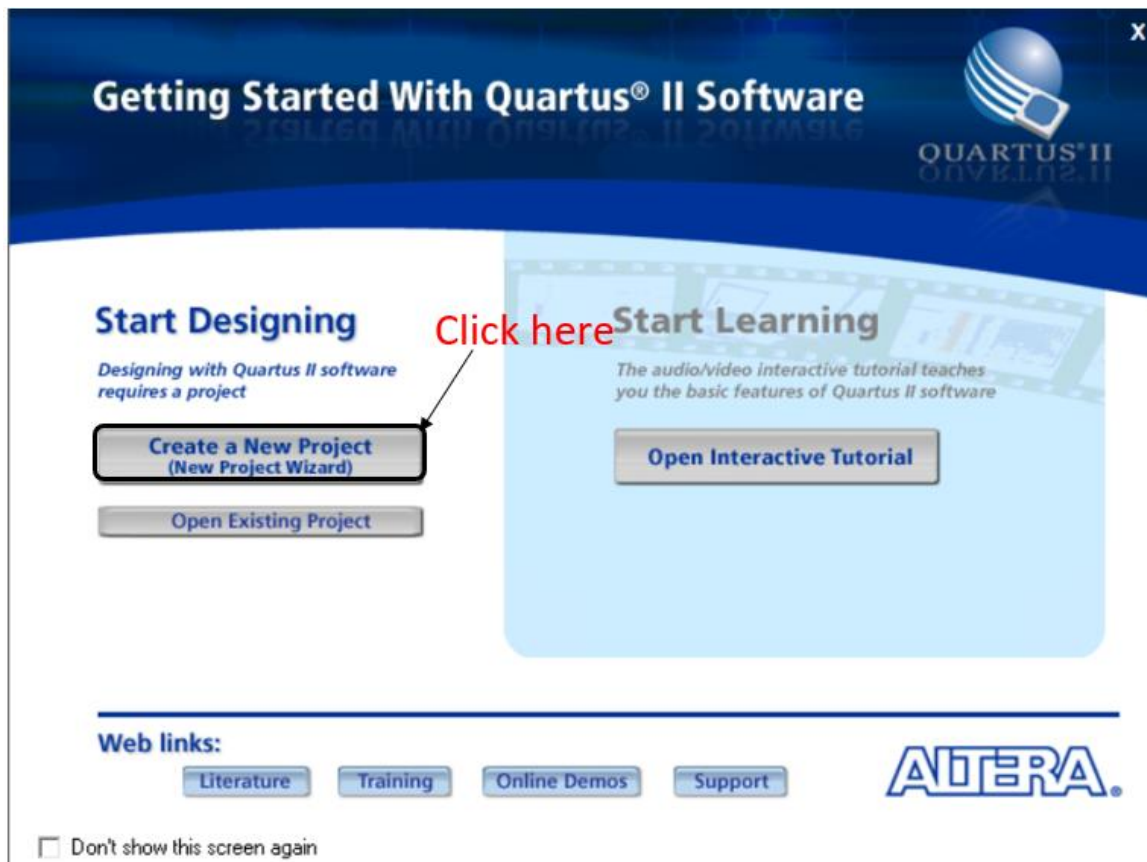 X
Getting Started With Quartus® II Software
QUARTUS®II
Start Designing
Designing with Quartus II software
requires a project
Click here
Create a New Project
(New Project Wizard)
Open Existing Project
Start Learning
The audio/video interactive tutorial teaches
you the basic features of Quartus II software
Open Interactive Tutorial
Web links:
Literature
Training
Online Demos
Support
ALTERA®
Don't show this screen again